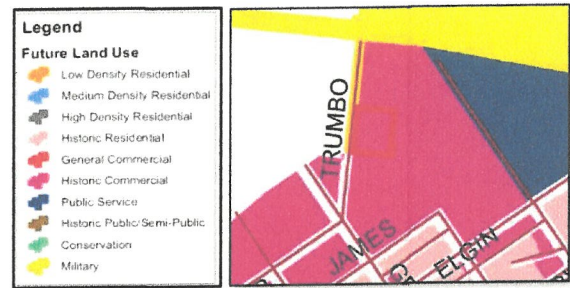 Legend
Future Land Use
Low Density Residential
Medium Density Residential
High Density Residential
Historic Residential
General Commercial
Historic Commercial
Public Service
Historic Public/Semi-Public
Conservation
Military
TRUMBO
JAMES
ELGIN